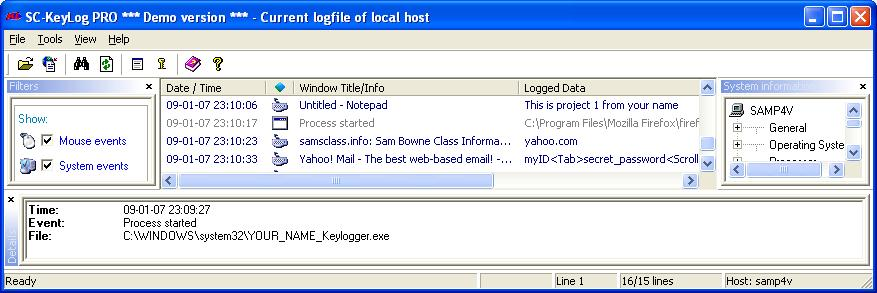 SC-KeyLog PRO *** Demo version *** - Current logfile of local host
File Tools View Help
Filters
Show:
Mouse events
System events
Date / Time Window Title/Info Logged Data
09-01-07 23:10:06 Untitled - Notepad This is project 1 from your name
09-01-07 23:10:17 Process started C:\Program Files\Mozilla Firefox\firef
09-01-07 23:10:23 samsclass.info: Sam Bowne Class Informa... yahoo.com
09-01-07 23:10:33 Yahoo! Mail - The best web-based email! -... myID<Tab>secret_password<Scroll
System information
SAMP4V
General
Operating Syste
Details
Time: 09-01-07 23:09:27
Event: Process started
File: C:\WINDOWS\system32\YOUR_NAME_Keylogger.exe
Ready Line 1 16/15 lines Host: samp4v